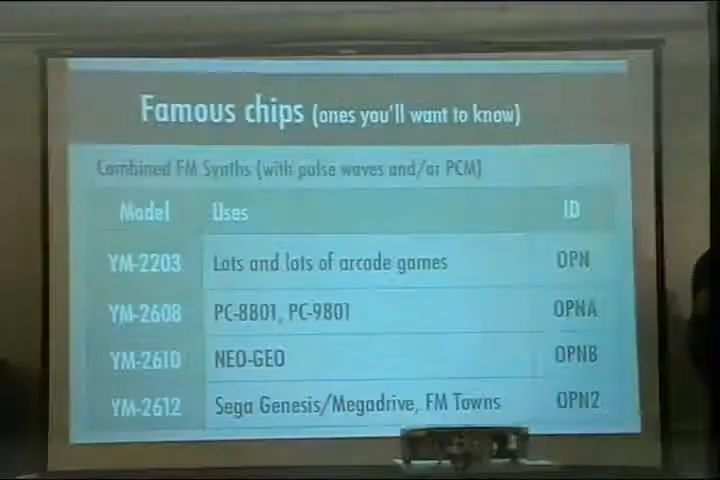 Famous chips (ones you'll want to know)
Combined FM Synths (with pulse waves and/or PCM)
Model Uses ID
YM-2203 Lots and lots of arcade games OPN
YM-2608 PC-8801, PC-9801 OPNA
YM-2610 NEO-GEO OPNB
YM-2612 Sega Genesis/Megadrive, FM Towns OPN2